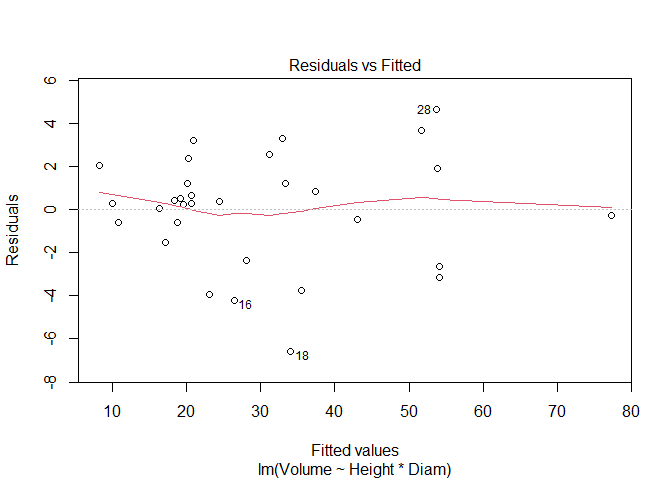 Residuals vs Fitted
Residuals
6
4
2
0
-2
-4
-6
-8
28
16
18
10 20 30 40 50 60 70 80
Fitted values
lm(Volume ~ Height * Diam)